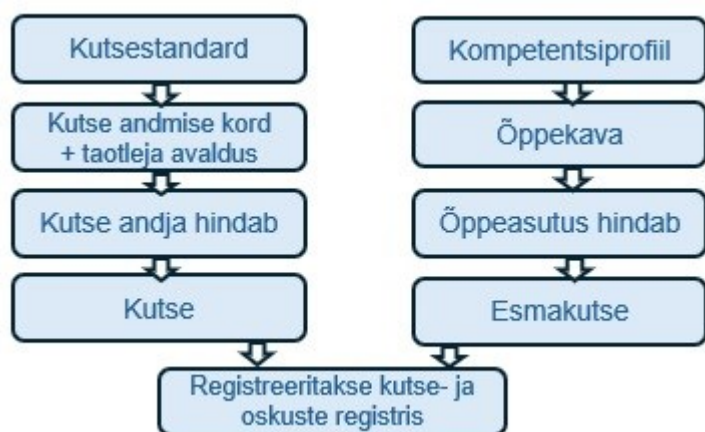 Kutsestandard
Kutse andmise kord
+ taotleja avaldus
Kutse andja hindab
Kutse
Kompetentsiprofiil
Õppekava
Õppeasutus hindab
Esmakutse
Registreeritakse kutse- ja
oskuste registris